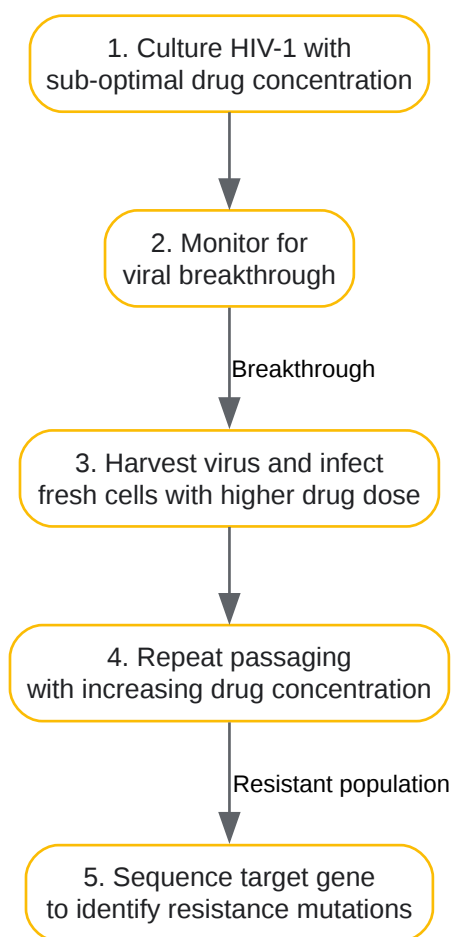 1. Culture HIV-1 with
sub-optimal drug concentration
2. Monitor for
viral breakthrough
Breakthrough
3. Harvest virus and infect
fresh cells with higher drug dose
4. Repeat passaging
with increasing drug concentration
Resistant population
5. Sequence target gene
to identify resistance mutations